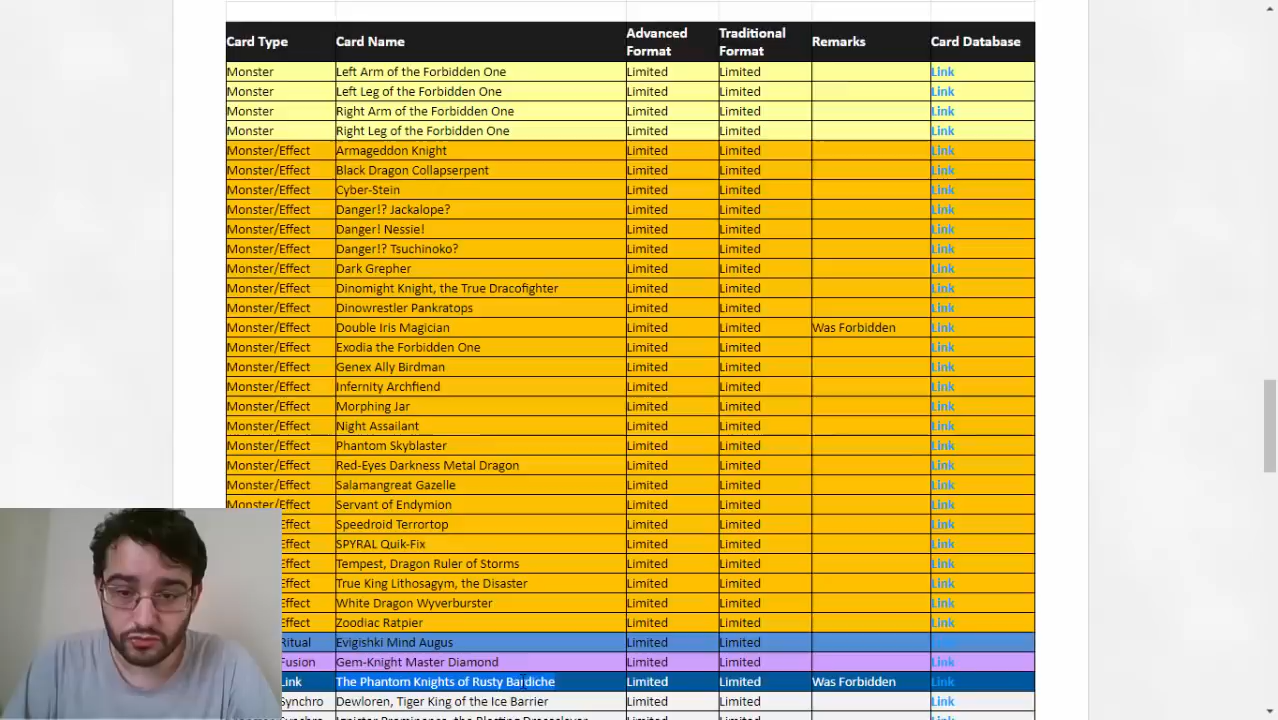 Card Type Card Name Advanced Format Traditional Format Remarks Card Database
Monster Left Arm of the Forbidden One Limited Limited Link
Monster Left Leg of the Forbidden One Limited Limited Link
Monster Right Arm of the Forbidden One Limited Limited Link
Monster Right Leg of the Forbidden One Limited Limited Link
Monster/Effect Armageddon Knight Limited Limited Link
Monster/Effect Black Dragon Collapserpent Limited Limited Link
Monster/Effect Cyber-Stein Limited Limited Link
Monster/Effect Danger!? Jackalope? Limited Limited Link
Monster/Effect Danger! Nessie! Limited Limited Link
Monster/Effect Danger!? Tsuchinoko? Limited Limited Link
Monster/Effect Dark Grepher Limited Limited Link
Monster/Effect Dinomight Knight, the True Dracofighter Limited Limited Link
Monster/Effect Dinowrestler Pankratops Limited Limited Link
Monster/Effect Double Iris Magician Limited Limited Was Forbidden Link
Monster/Effect Exodia the Forbidden One Limited Limited Link
Monster/Effect Genex Ally Birdman Limited Limited Link
Monster/Effect Infernity Archfiend Limited Limited Link
Monster/Effect Morphing Jar Limited Limited Link
Monster/Effect Night Assailant Limited Limited Link
Monster/Effect Phantom Skyblaster Limited Limited Link
Monster/Effect Red-Eyes Darkness Metal Dragon Limited Limited Link
Monster/Effect Salamangreat Gazelle Limited Limited Link
Monster/Effect Servant of Endymion Limited Limited Link
Effect Speedroid Terrortop Limited Limited Link
Effect SPYRAL Quik-Fix Limited Limited Link
Effect Tempest, Dragon Ruler of Storms Limited Limited Link
Effect True King Lithosagym, the Disaster Limited Limited Link
Effect White Dragon Wyverburster Limited Limited Link
Effect Zoodiac Ratpier Limited Limited Link
Ritual Evigishki Mind Augus Limited Limited Link
Fusion Gem-Knight Master Diamond Limited Limited Link
Link The Phantom Knights of Rusty Bardiche Limited Limited Was Forbidden Link
Synchro Dewloren, Tiger King of the Ice Barrier Limited Limited Link